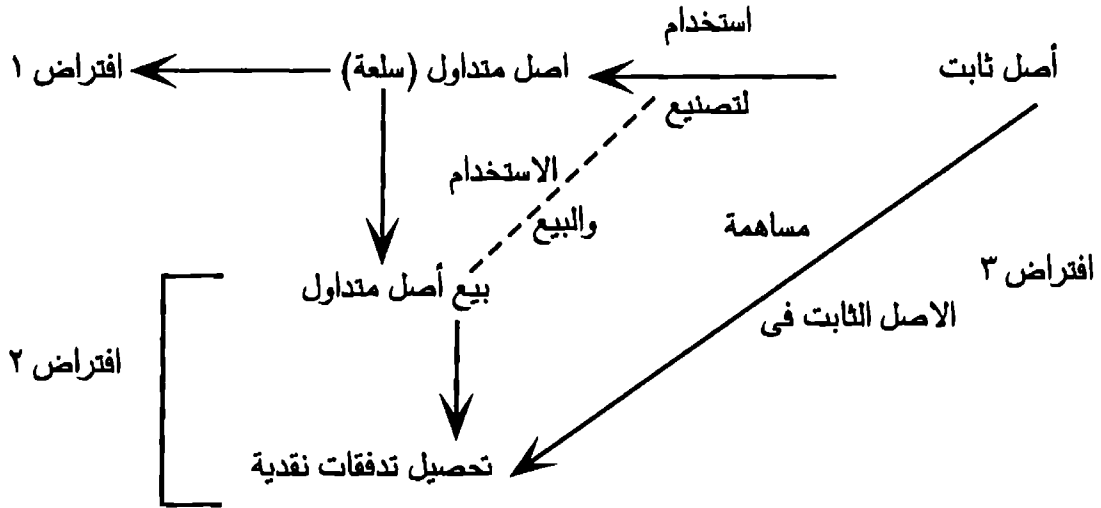 استخدام
أصل ثابت
اصل متداول (سلعة)
افتراض ١
لتصنيع
الاستخدام
والبيع
مساهمة
افتراض ٣
بيع أصل متداول
الاصل الثابت فى
افتراض ٢
تحصيل تدفقات نقدية